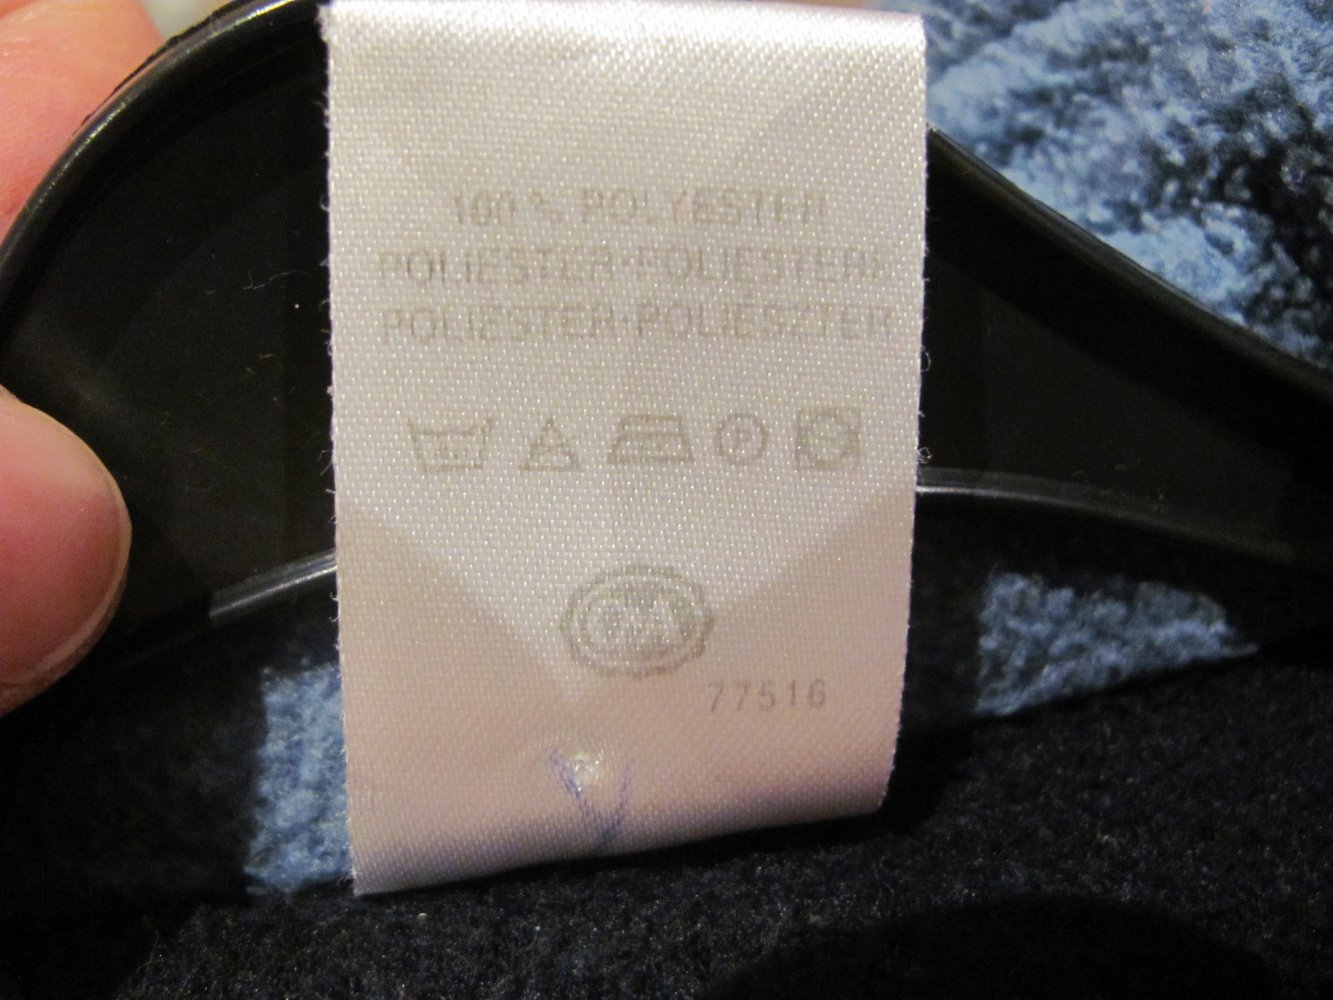 100 % POLYESTER
POLIESTER·POLIESTERI
POLIESTER·POLIÉSZTER
P
77516